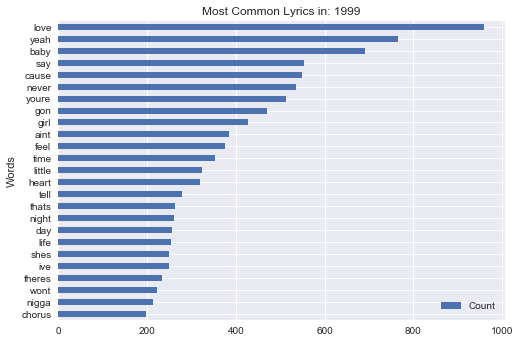 Most Common Lyrics in: 1999
love
yeah
baby
say
cause
never
youre
gon
girl
aint
feel
time
little
heart
tell
thats
night
day
life
shes
ive
theres
wont
nigga
chorus
Words
Count
0 200 400 600 800 1000